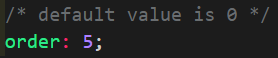 /* default value is 0 */
order: 5;